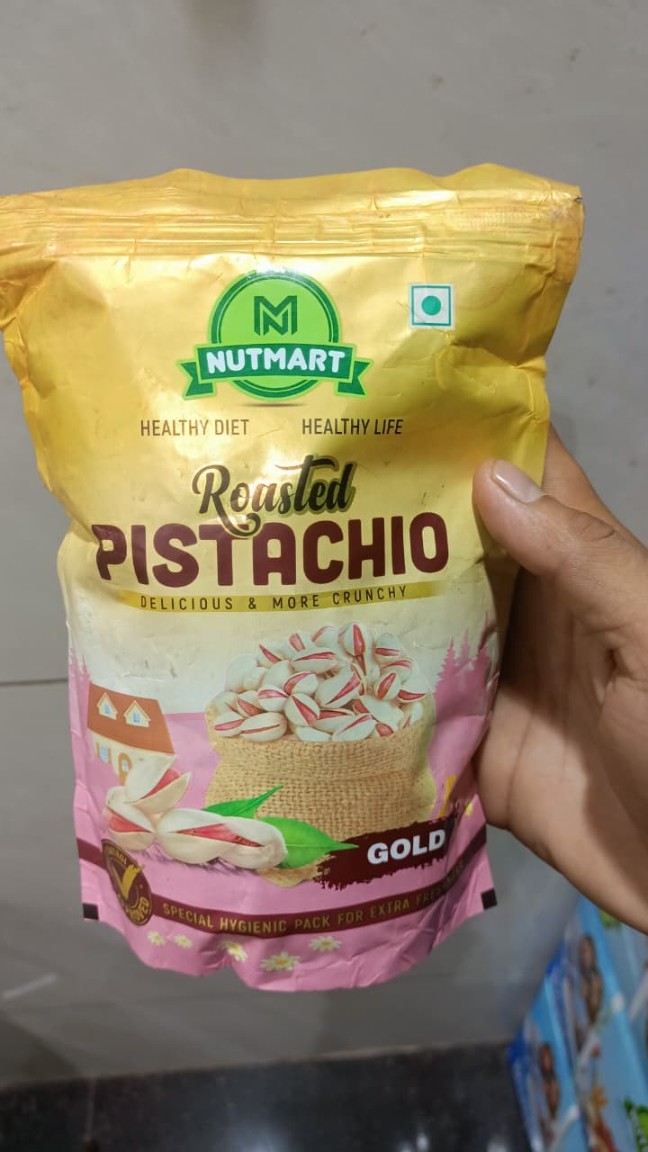 NUTMART
HEALTHY DIET HEALTHY LIFE
Roasted
PISTACHIO
DELICIOUS & MORE CRUNCHY
GOLD
SPECIAL HYGIENIC PACK FOR EXTRA